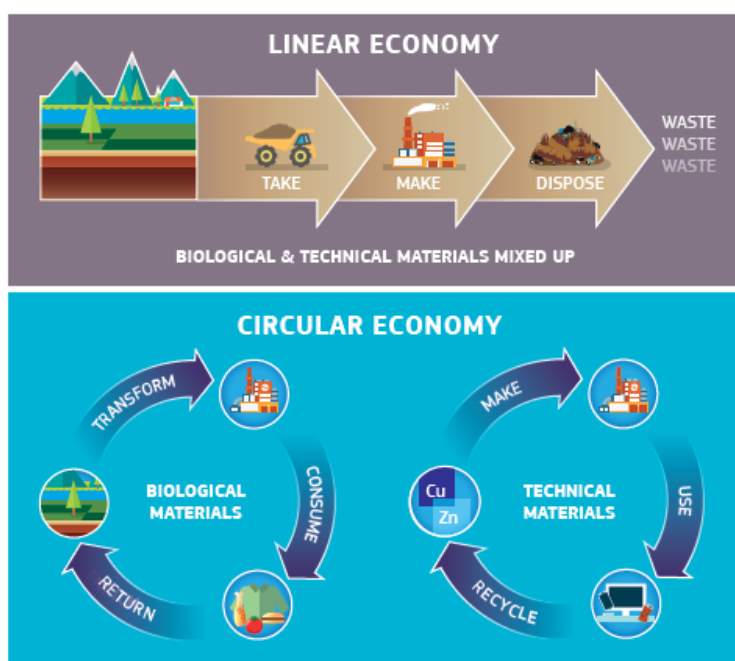 LINEAR ECONOMY
TAKE
MAKE
DISPOSE
WASTE
WASTE
WASTE
BIOLOGICAL & TECHNICAL MATERIALS MIXED UP
CIRCULAR ECONOMY
TRANSFORM
CONSUME
RETURN
BIOLOGICAL
MATERIALS
MAKE
USE
RECYCLE
Cu
Zn
TECHNICAL
MATERIALS